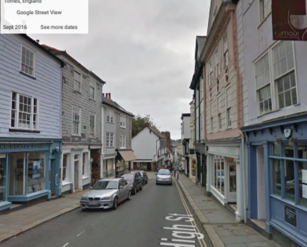 Totnes, England
Google Street View
Sept 2016 See more dates
High St